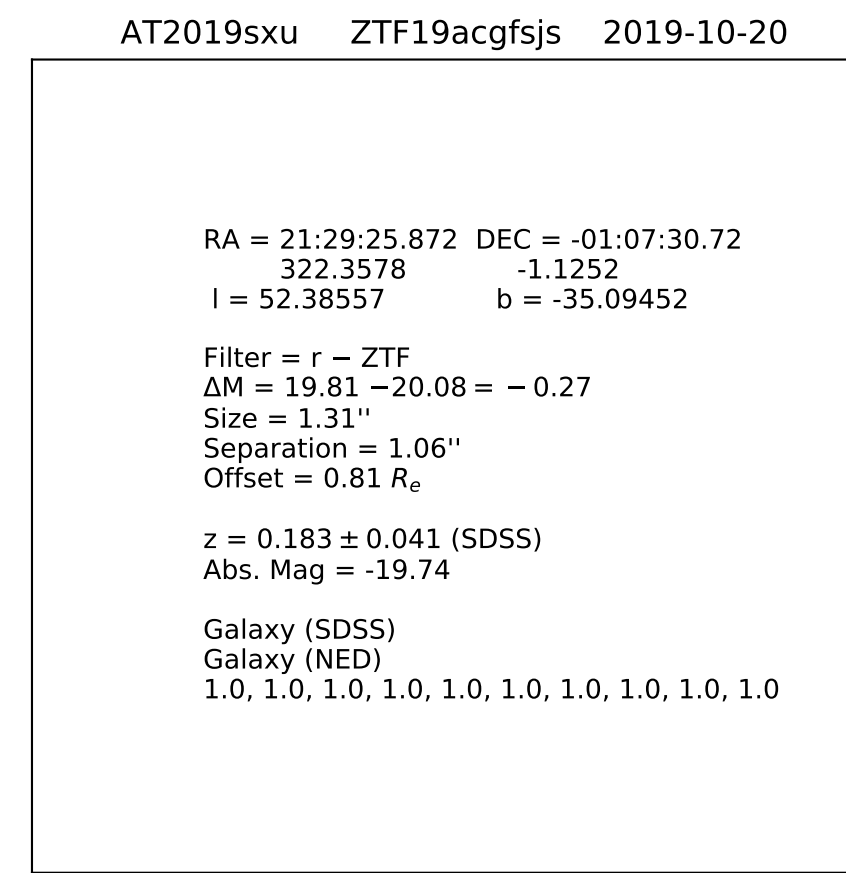 AT2019sxu ZTF19acgfsjs 2019-10-20
RA = 21:29:25.872 DEC = -01:07:30.72
322.3578 -1.1252
l = 52.38557 b = -35.09452
Filter = r − ZTF
ΔM = 19.81 −20.08 = − 0.27
Size = 1.31''
Separation = 1.06''
Offset = 0.81 Rₑ
z = 0.183 ± 0.041 (SDSS)
Abs. Mag = -19.74
Galaxy (SDSS)
Galaxy (NED)
1.0, 1.0, 1.0, 1.0, 1.0, 1.0, 1.0, 1.0, 1.0, 1.0